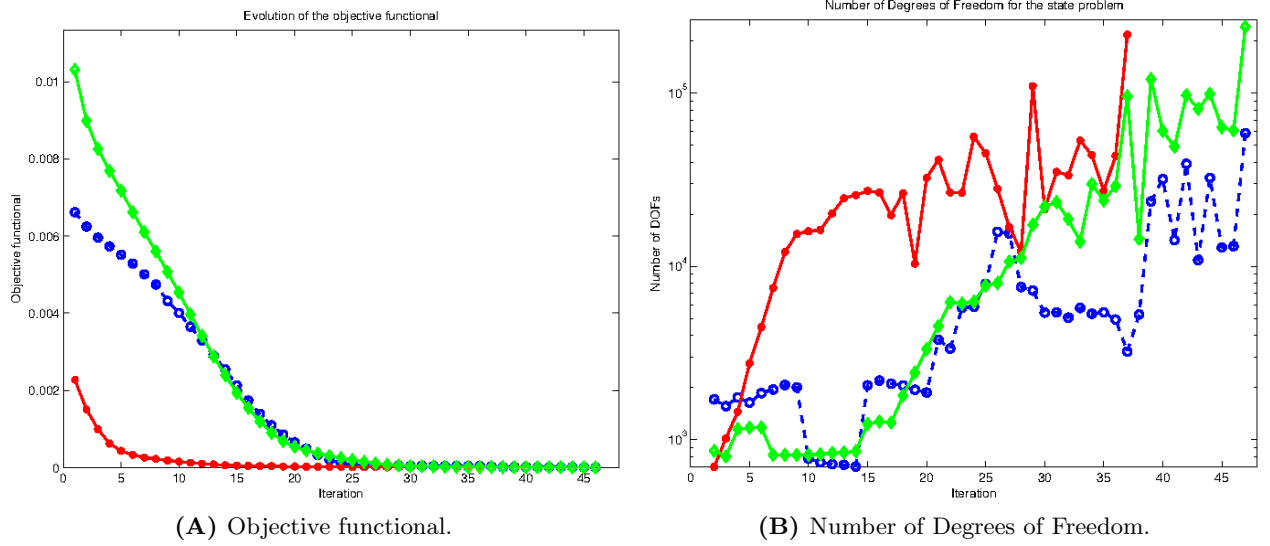 Evolution of the objective functional
Objective functional
0.01
0.008
0.006
0.004
0.002
0
0 5 10 15 20 25 30 35 40 45
Iteration
(A) Objective functional.
Number of Degrees of Freedom for the state problem
Number of DOFs
10^5
10^4
10^3
0 5 10 15 20 25 30 35 40 45
Iteration
(B) Number of Degrees of Freedom.